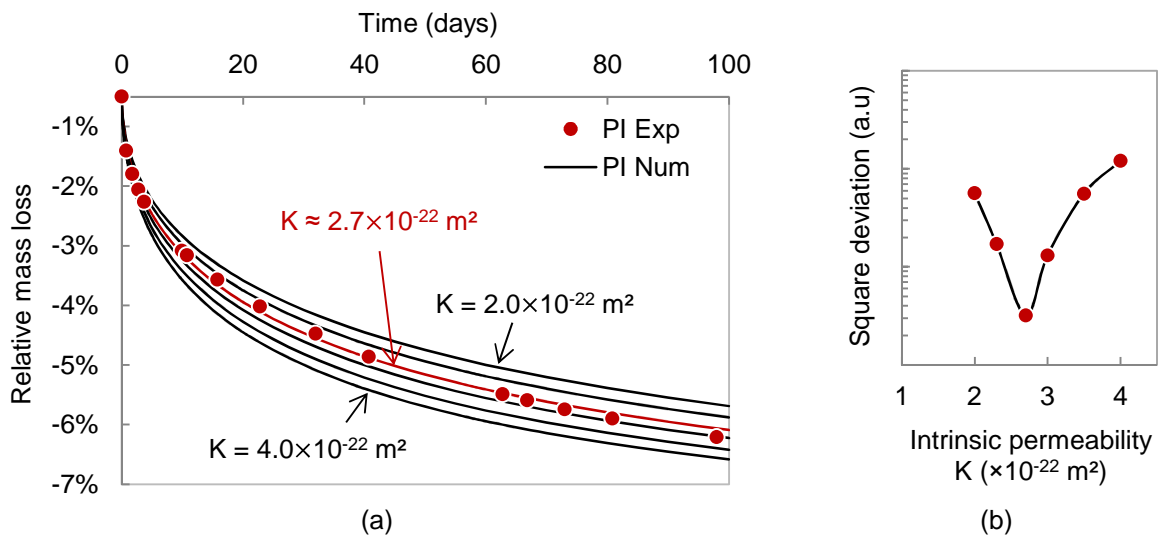 Time (days)
0 20 40 60 80 100
Relative mass loss
-1%
-2%
-3%
-4%
-5%
-6%
-7%
PI Exp
PI Num
K ≈ 2.7×10-22 m²
K = 2.0×10-22 m²
K = 4.0×10-22 m²
(a)
Square deviation (a.u)
1 2 3 4
Intrinsic permeability
K (×10-22 m²)
(b)